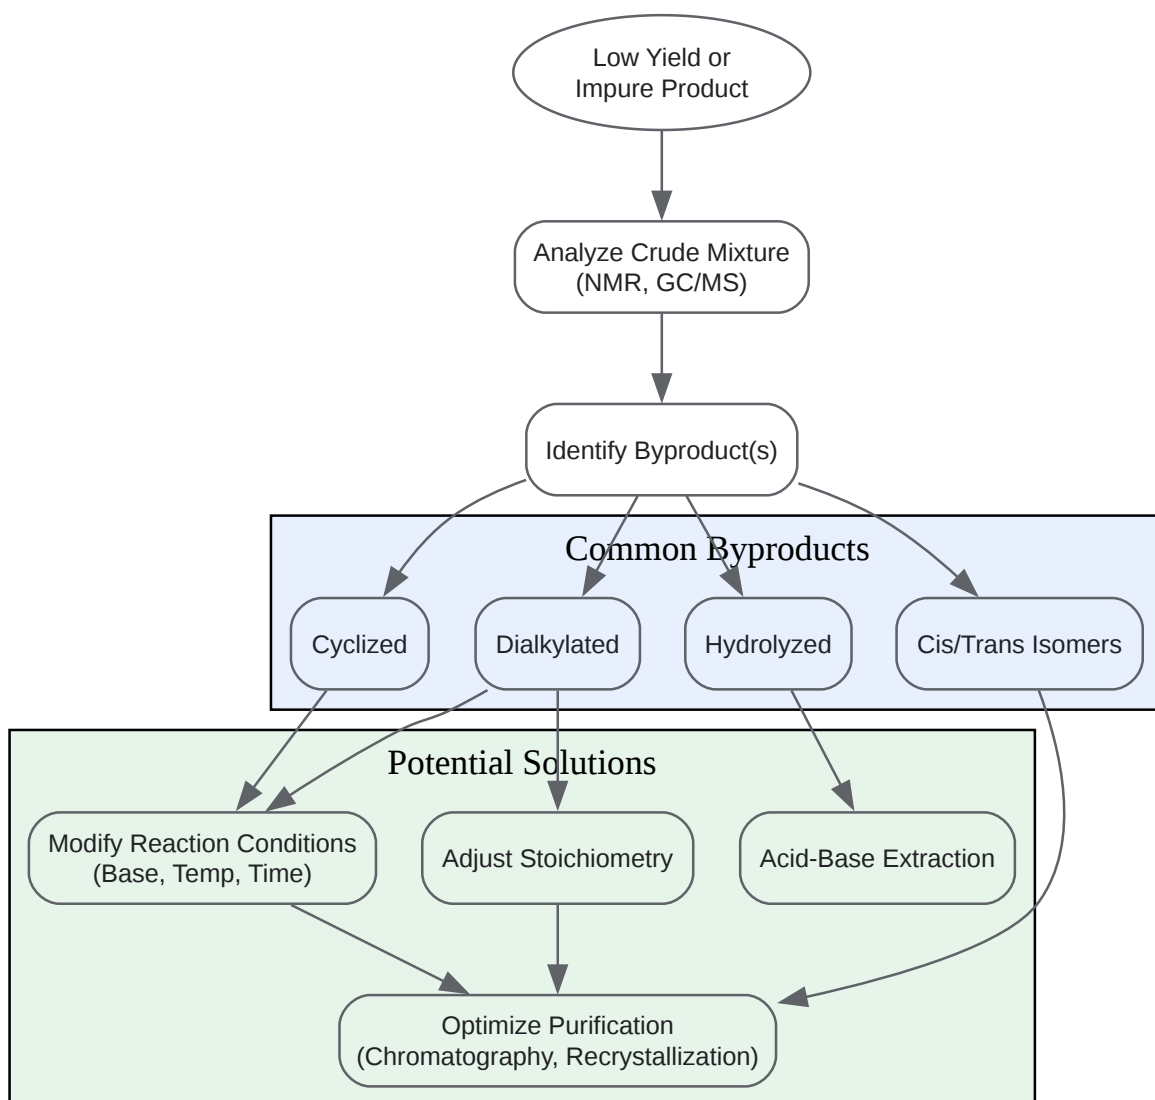 Low Yield or
Impure Product
Analyze Crude Mixture
(NMR, GC/MS)
Identify Byproduct(s)
Common Byproducts
Cyclized
Dialkylated
Hydrolyzed
Cis/Trans Isomers
Potential Solutions
Modify Reaction Conditions
(Base, Temp, Time)
Adjust Stoichiometry
Acid-Base Extraction
Optimize Purification
(Chromatography, Recrystallization)